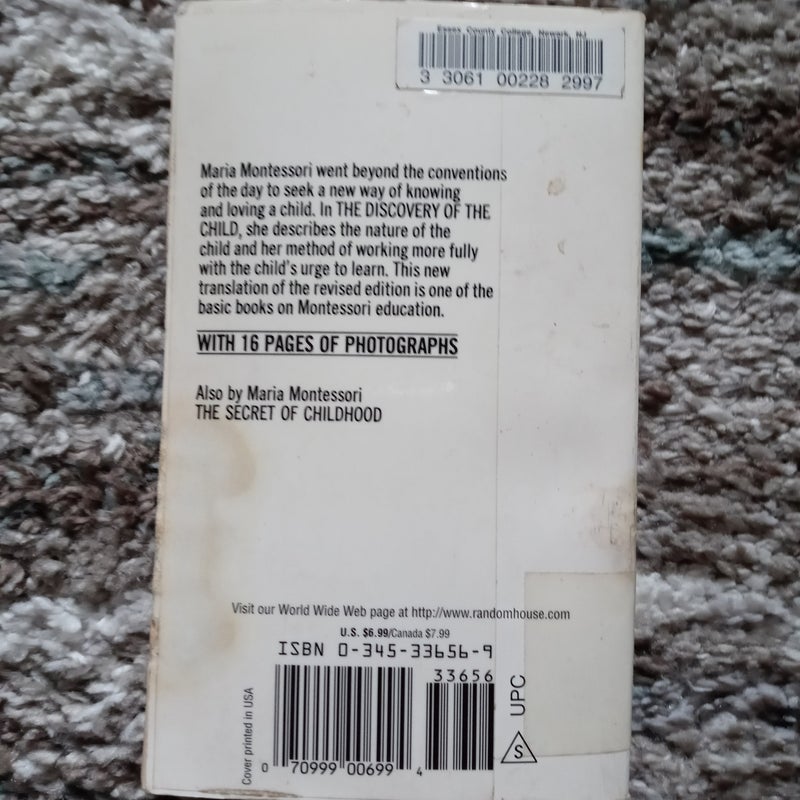 Essex County College, Newark, NJ
3 3061 00228 2997
Maria Montessori went beyond the conventions
of the day to seek a new way of knowing
and loving a child. In THE DISCOVERY OF THE
CHILD, she describes the nature of the
child and her method of working more fully
with the child's urge to learn. This new
translation of the revised edition is one of the
basic books on Montessori education.
WITH 16 PAGES OF PHOTOGRAPHS
Also by Maria Montessori
THE SECRET OF CHILDHOOD
Visit our World Wide Web page at http://www.randomhouse.com
U.S. $6.99/Canada $7.99
ISBN 0-345-33656-9
33656
0 70999 00699 4
Cover printed in USA
S UPC